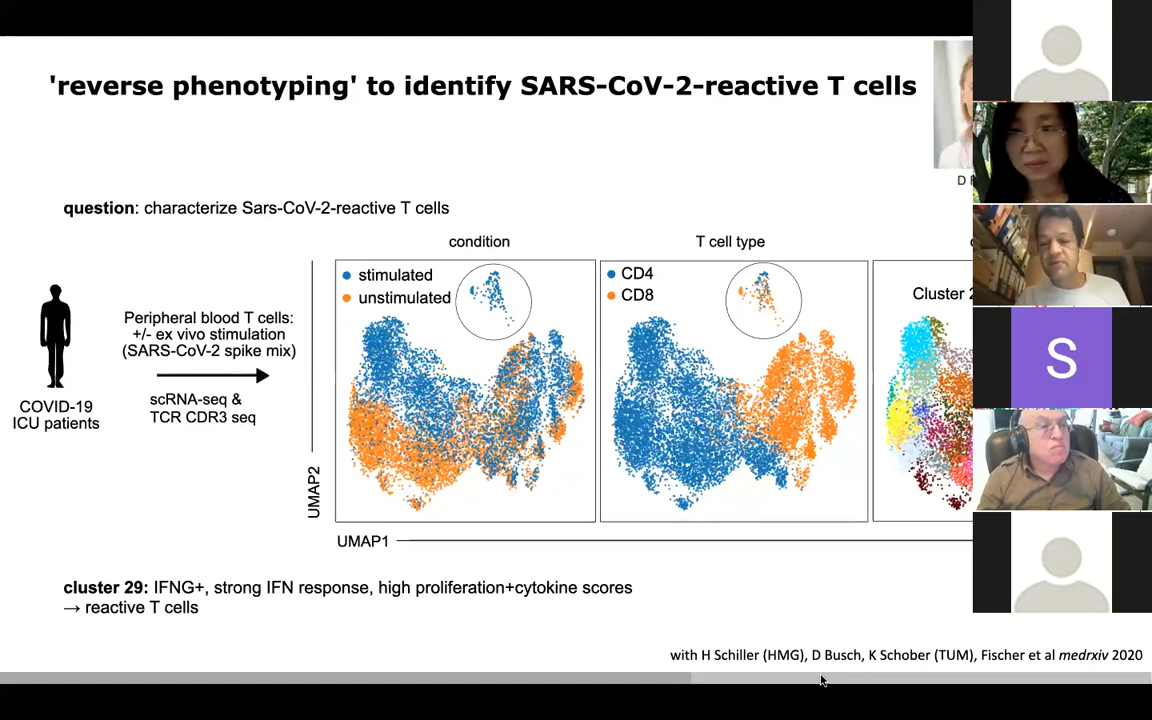 'reverse phenotyping' to identify SARS-CoV-2-reactive T cells
D
question: characterize Sars-CoV-2-reactive T cells
condition
T cell type
stimulated
unstimulated
CD4
CD8
Cluster 2
Peripheral blood T cells:
+/- ex vivo stimulation
(SARS-CoV-2 spike mix)
scRNA-seq &
TCR CDR3 seq
COVID-19
ICU patients
S
UMAP2
UMAP1
cluster 29: IFNG+, strong IFN response, high proliferation+cytokine scores
→ reactive T cells
with H Schiller (HMG), D Busch, K Schober (TUM), Fischer et al medrxiv 2020